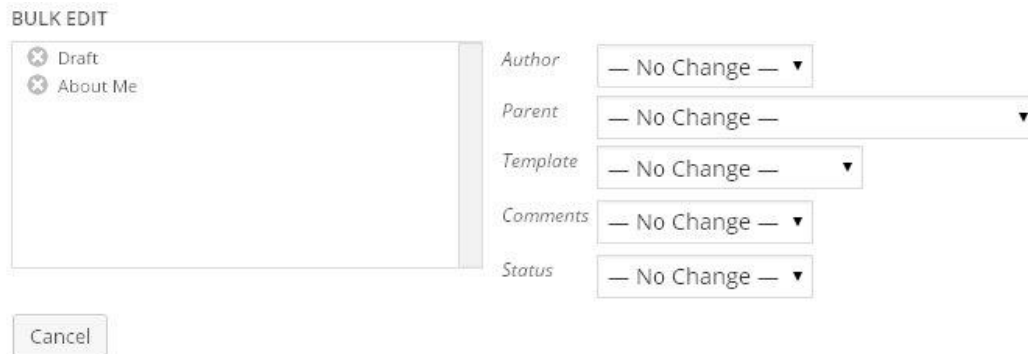 BULK EDIT
Draft
About Me
Author — No Change —
Parent — No Change —
Template — No Change —
Comments — No Change —
Status — No Change —
Cancel